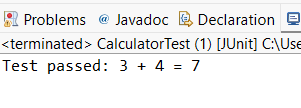 Problems @ Javadoc Declaration
<terminated> CalculatorTest (1) [JUnit] C:\Use
Test passed: 3 + 4 = 7